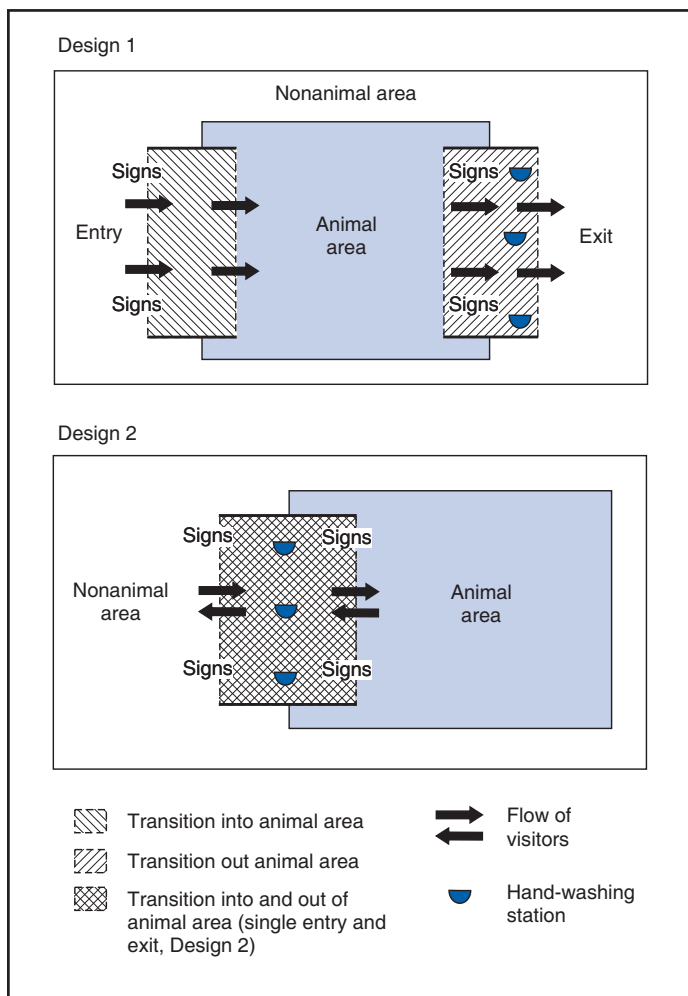 Design 1
Nonanimal area
Signs
Signs
Entry
Animal
area
Exit
Signs
Signs
Design 2
Signs
Signs
Nonanimal
area
Animal
area
Signs
Signs
Transition into animal area
Transition out animal area
Transition into and out of
animal area (single entry and
exit, Design 2)
Flow of
visitors
Hand-washing
station